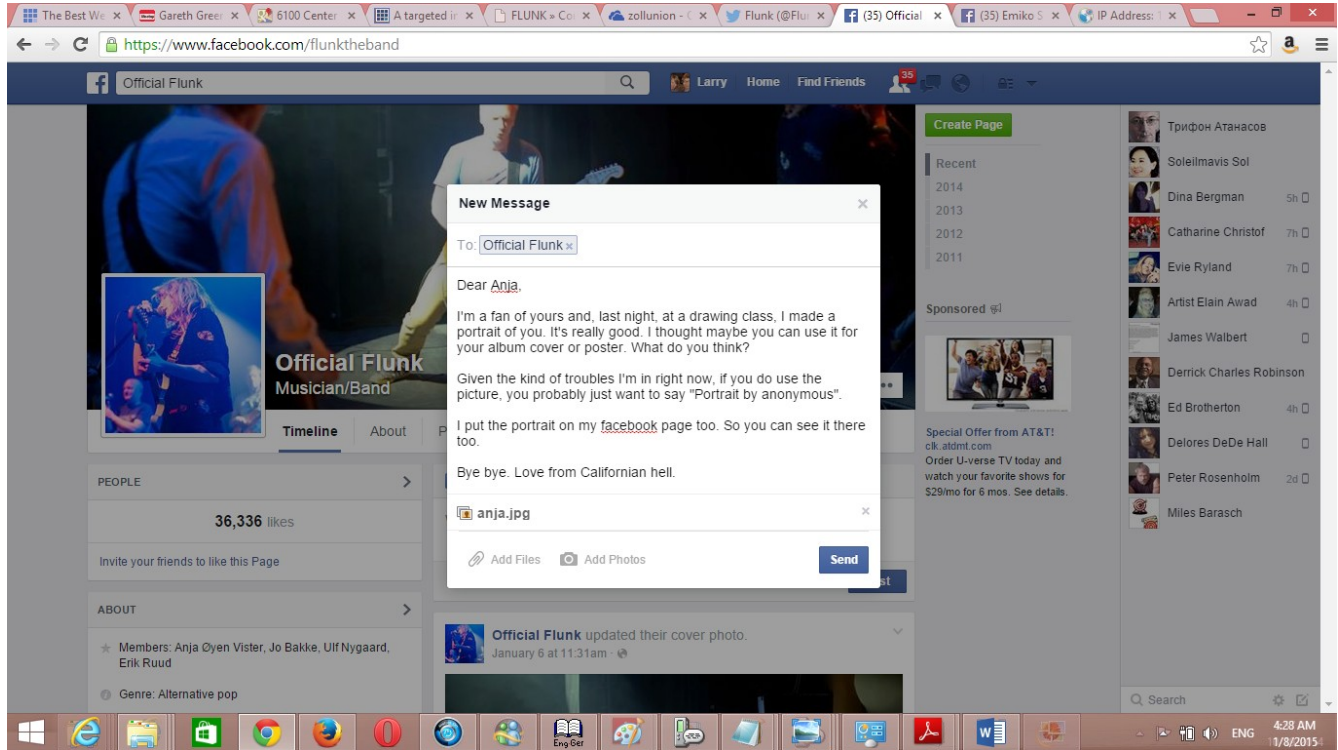 The Best We
Gareth Greer
6100 Center
A targeted ir
FLUNK » Co
zollunion -
Flunk (@Flu
(35) Official
(35) Emiko S
IP Address:
https://www.facebook.com/flunktheband
Official Flunk
Larry Home Find Friends 35
Create Page
Recent
2014
2013
2012
2011
Sponsored
Special Offer from AT&T!
clk.atdmt.com
Order U-verse TV today and
watch your favorite shows for
$29/mo for 6 mos. See details.
Official Flunk
Musician/Band
Timeline About P
PEOPLE
36,336 likes
Invite your friends to like this Page
ABOUT
Members: Anja Øyen Vister, Jo Bakke, Ulf Nygaard,
Erik Ruud
Genre: Alternative pop
New Message
To: Official Flunk
Dear Anja,
I'm a fan of yours and, last night, at a drawing class, I made a
portrait of you. It's really good. I thought maybe you can use it for
your album cover or poster. What do you think?
Given the kind of troubles I'm in right now, if you do use the
picture, you probably just want to say "Portrait by anonymous".
I put the portrait on my facebook page too. So you can see it there
too.
Bye bye. Love from Californian hell.
anja.jpg
Add Files Add Photos Send
st
Official Flunk updated their cover photo.
January 6 at 11:31am
Трифон Атанасов
Soleilmavis Sol
Dina Bergman 5h
Catharine Christof 7h
Evie Ryland 7h
Artist Elain Awad 4h
James Walbert
Derrick Charles Robinson
Ed Brotherton 4h
Delores DeDe Hall
Peter Rosenholm 2d
Miles Barasch
Search
Eng Ger
ENG
4:28 AM
1/8/2015